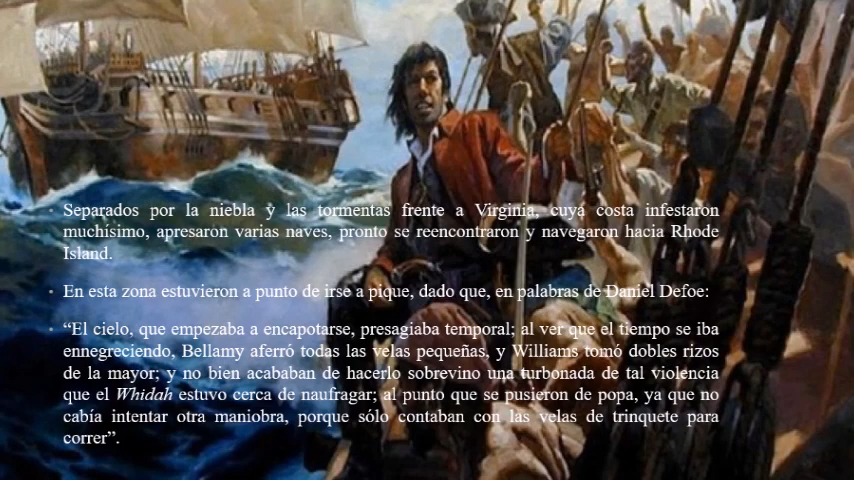 Separados por la niebla y las tormentas frente a Virginia, cuya costa infestaron
muchísimo, apresaron varias naves, pronto se reencontraron y navegaron hacia Rhode
Island.
En esta zona estuvieron a punto de irse a pique, dado que, en palabras de Daniel Defoe:
“El cielo, que empezaba a encapotarse, presagiaba temporal; al ver que el tiempo se iba
ennegreciendo, Bellamy aferró todas las velas pequeñas, y Williams tomó dobles rizos
de la mayor; y no bien acababan de hacerlo sobrevino una turbonada de tal violencia
que el Whidah estuvo cerca de naufragar; al punto que se pusieron de popa, ya que no
cabía intentar otra maniobra, porque sólo contaban con las velas de trinquete para
correr”.